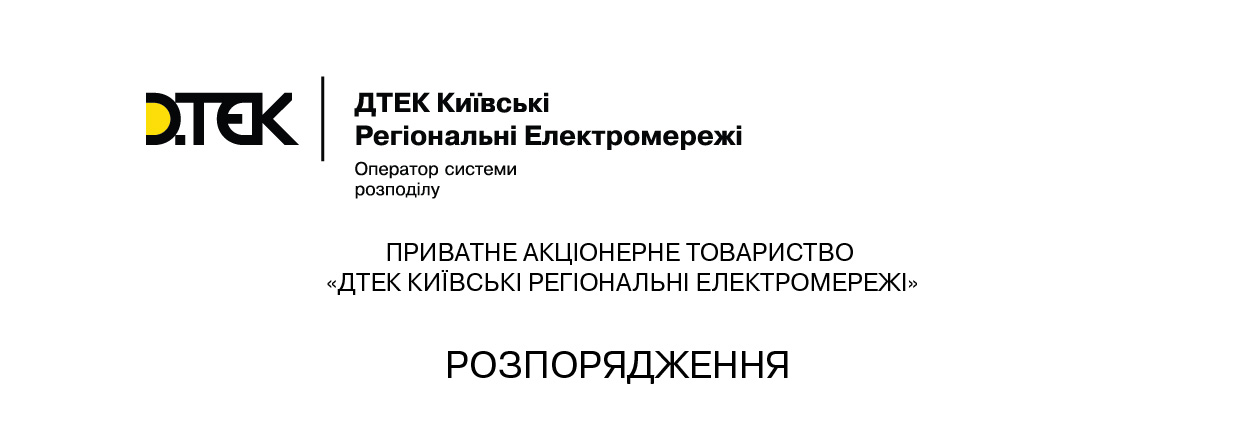 Д.ТЕК
ДТЕК Київські
Регіональні Електромережі
Оператор системи
розподілу
ПРИВАТНЕ АКЦІОНЕРНЕ ТОВАРИСТВО
«ДТЕК КИЇВСЬКІ РЕГІОНАЛЬНІ ЕЛЕКТРОМЕРЕЖІ»
РОЗПОРЯДЖЕННЯ